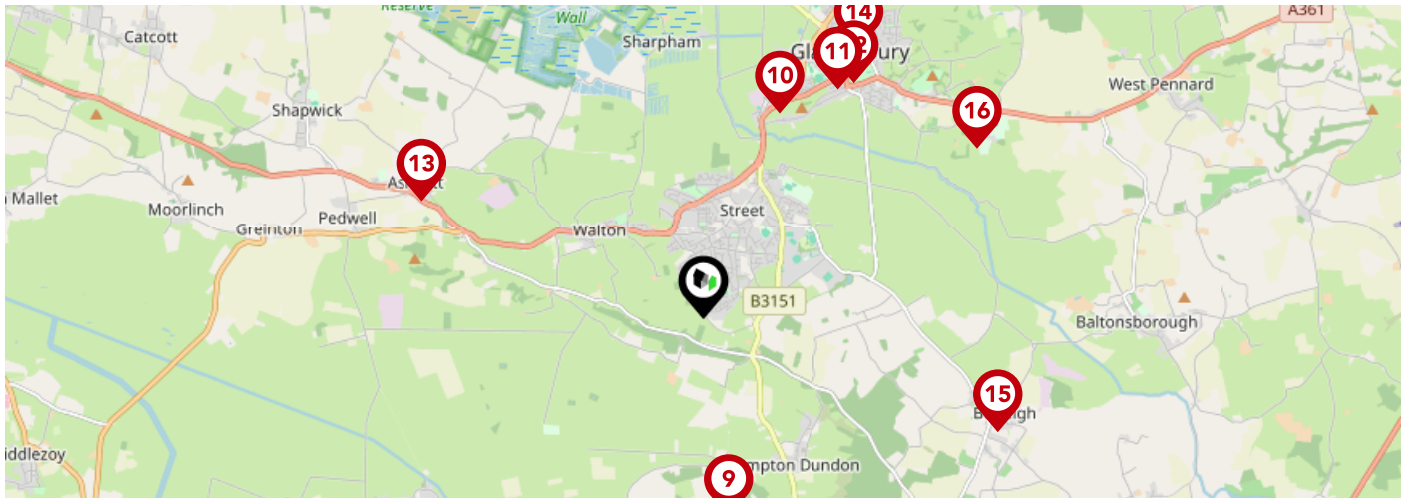 Reserve
Wall
A361
14
Catcott
Sharpham
11
10
West Pennard
Shapwick
16
13
Mallet
Moorlinch
Pedwell
Street
Greinton
Walton
B3151
Baltonsborough
15
iddlezoy
9
mpton Dundon